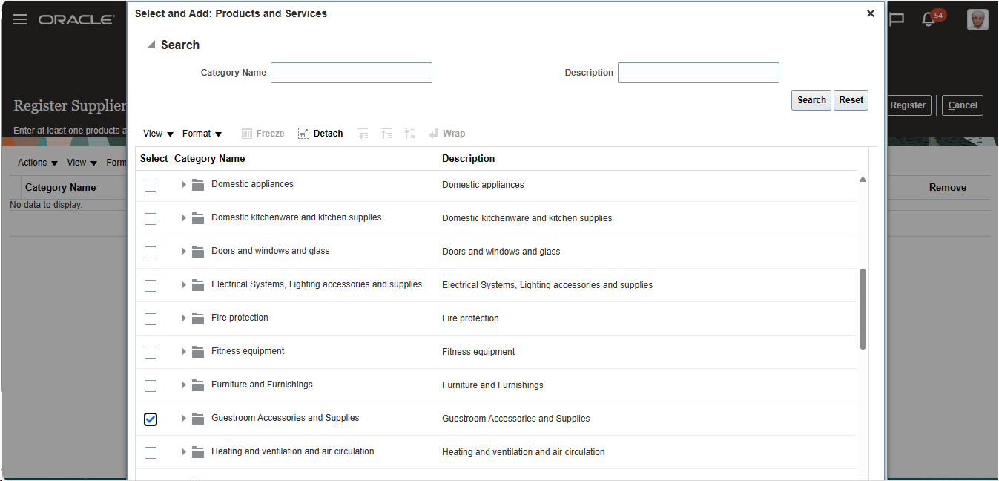 Select and Add: Products and Services
ORACLE
54
Search
Category Name
Description
Search Reset
Register Supplier
Register
Cancel
Enter at least one products a
View Format Freeze Detach Wrap
Actions View Form
Select Category Name Description
Category Name
Remove
No data to display.
Domestic appliances Domestic appliances
Domestic kitchenware and kitchen supplies Domestic kitchenware and kitchen supplies
Doors and windows and glass Doors and windows and glass
Electrical Systems, Lighting accessories and supplies Electrical Systems, Lighting accessories and supplies
Fire protection Fire protection
Fitness equipment Fitness equipment
Furniture and Furnishings Furniture and Furnishings
Guestroom Accessories and Supplies Guestroom Accessories and Supplies
Heating and ventilation and air circulation Heating and ventilation and air circulation